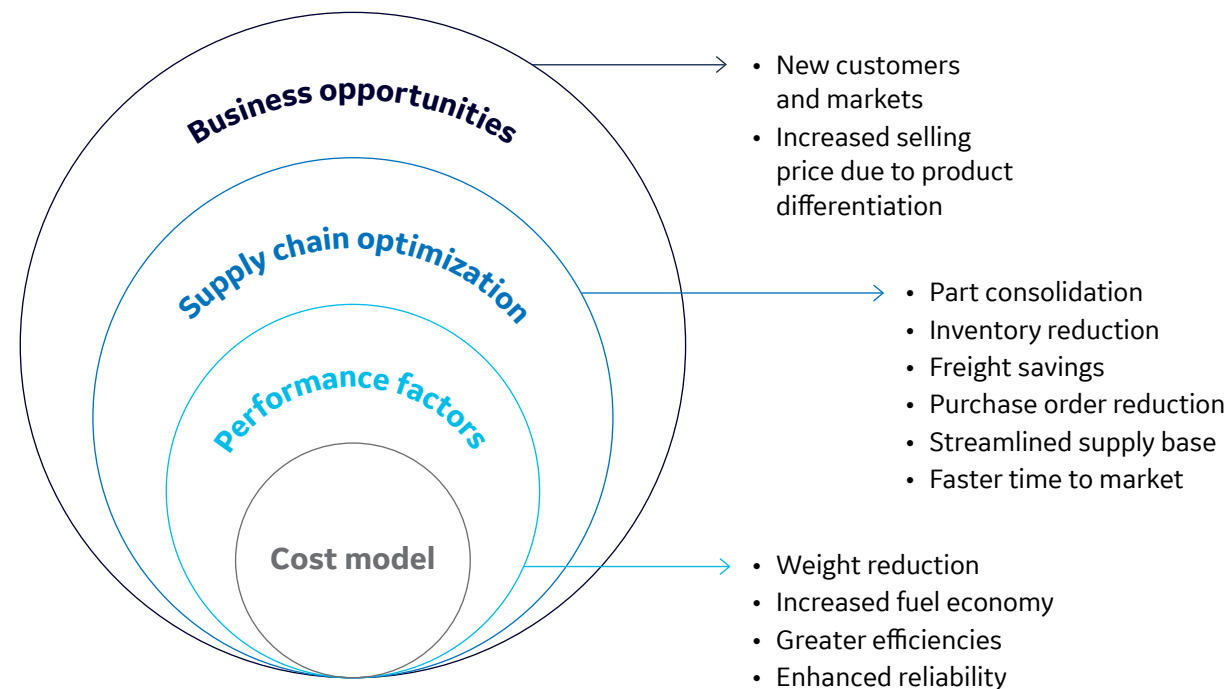 Business opportunities
• New customers
and markets
• Increased selling
price due to product
differentiation
Supply chain optimization
• Part consolidation
• Inventory reduction
• Freight savings
• Purchase order reduction
• Streamlined supply base
• Faster time to market
Performance factors
Cost model
• Weight reduction
• Increased fuel economy
• Greater efficiencies
• Enhanced reliability